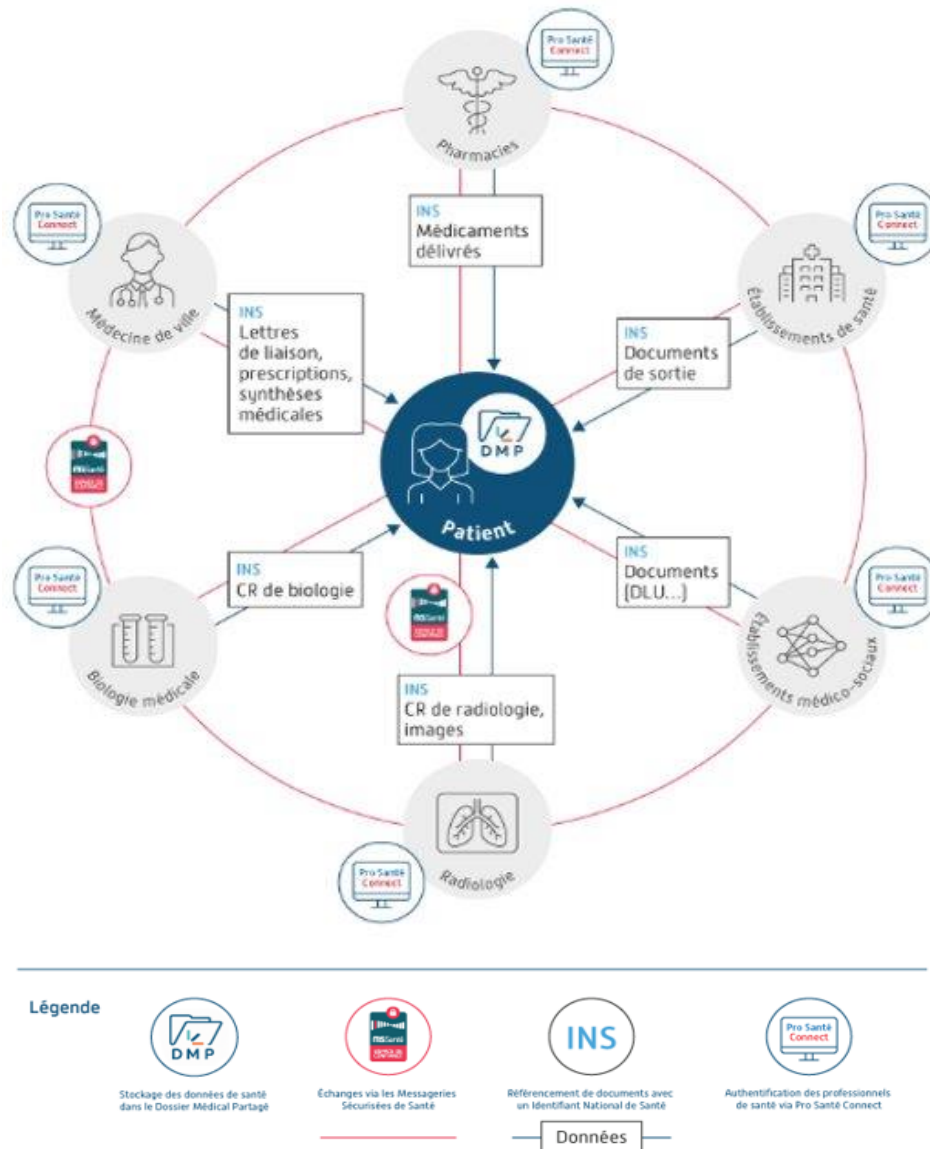 Pro Santé
Connect
Pharmacies
Pro Santé
Connect
Médecine de ville
Pro Santé
Connect
Établissements de santé
INS
Médicaments
délivrés
INS
Lettres
de liaison,
prescriptions,
synthèses
médicales
INS
Documents
de sortie
DMP
Patient
MSSanté
Pro Santé
Connect
Biologie médicale
INS
CR de biologie
MSSanté
INS
Documents
(DLU...)
Pro Santé
Connect
Établissements médico-sociaux
INS
CR de radiologie,
images
Pro Santé
Connect
Radiologie
Légende
DMP
Stockage des données de santé
dans le Dossier Médical Partagé
MSSanté
Échanges via les Messageries
Sécurisées de Santé
INS
Référencement de documents avec
un Identifiant National de Santé
Données
Pro Santé
Connect
Authentification des professionnels
de santé via Pro Santé Connect